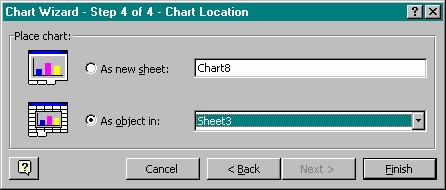 Chart Wizard - Step 4 of 4 - Chart Location
Place chart:
As new sheet:
Chart8
As object in:
Sheet3
Cancel
< Back
Next >
Finish